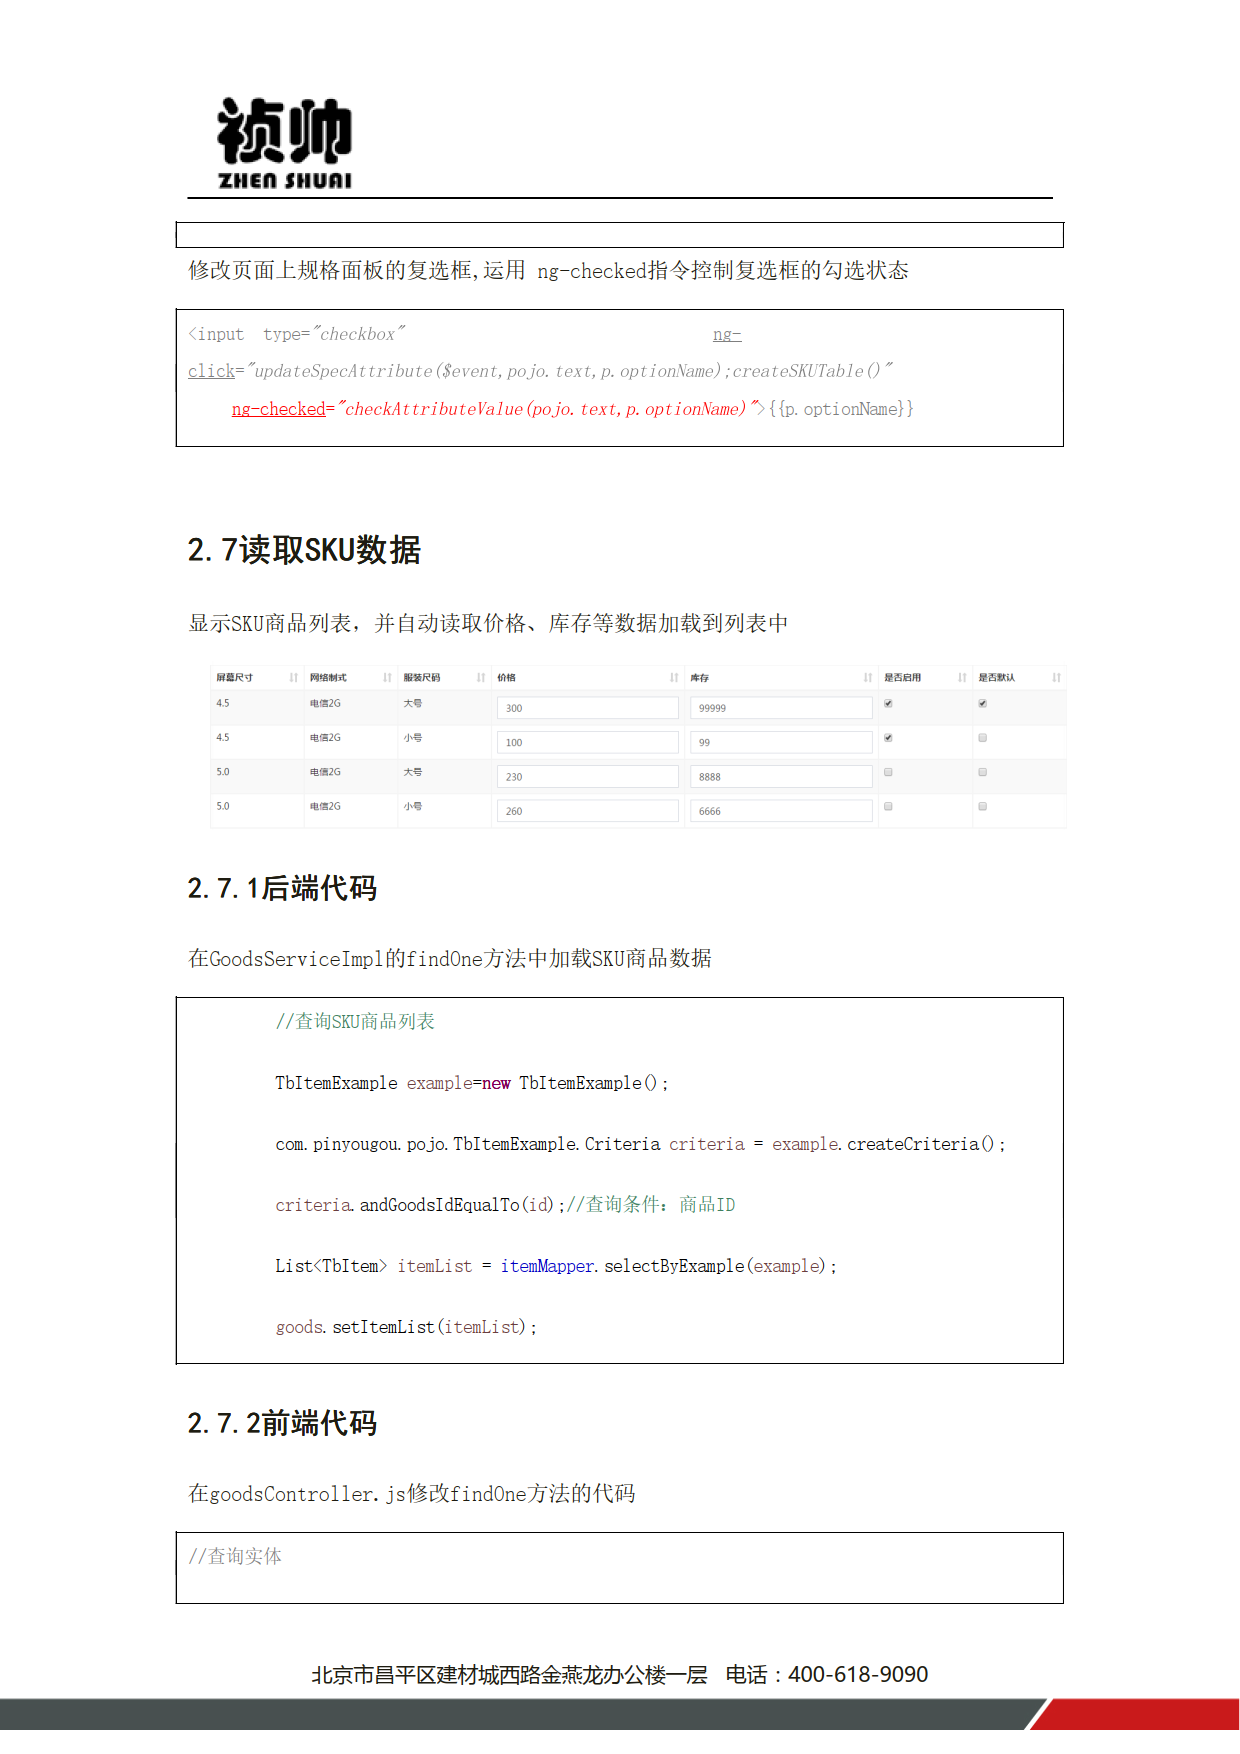 祯帅
ZHEN SHUAI
修改页面上规格面板的复选框,运用 ng-checked指令控制复选框的勾选状态
<input  type="checkbox"  ng-
click="updateSpecAttribute($event,pojo.text,p.optionName);createSKUTable()"
ng-checked="checkAttributeValue(pojo.text,p.optionName)">{{p.optionName}}
2.7读取SKU数据
显示SKU商品列表，并自动读取价格、库存等数据加载到列表中
屏幕尺寸 网络制式 服装尺码 价格 库存 是否启用 是否默认
4.5 电信2G 大号 300 99999
4.5 电信2G 小号 100 99
5.0 电信2G 大号 230 8888
5.0 电信2G 小号 260 6666
2.7.1后端代码
在GoodsServiceImpl的findOne方法中加载SKU商品数据
//查询SKU商品列表
TbItemExample example=new TbItemExample();
com.pinyougou.pojo.TbItemExample.Criteria criteria = example.createCriteria();
criteria.andGoodsIdEqualTo(id);//查询条件：商品ID
List<TbItem> itemList = itemMapper.selectByExample(example);
goods.setItemList(itemList);
2.7.2前端代码
在goodsController.js修改findOne方法的代码
//查询实体
北京市昌平区建材城西路金燕龙办公楼一层 电话：400-618-9090